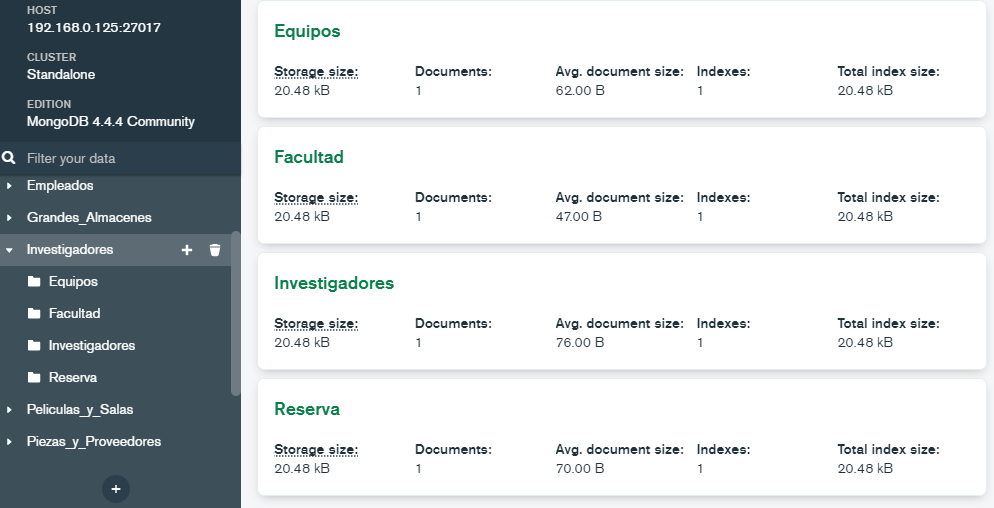 HOST
192.168.0.125:27017
CLUSTER
Standalone
EDITION
MongoDB 4.4.4 Community
Filter your data
Empleados
Grandes_Almacenes
Investigadores
Equipos
Facultad
Investigadores
Reserva
Peliculas_y_Salas
Piezas_y_Proveedores
Equipos
Storage size: Documents: Avg. document size: Indexes: Total index size:
20.48 kB 1 62.00 B 1 20.48 kB
Facultad
Storage size: Documents: Avg. document size: Indexes: Total index size:
20.48 kB 1 47.00 B 1 20.48 kB
Investigadores
Storage size: Documents: Avg. document size: Indexes: Total index size:
20.48 kB 1 76.00 B 1 20.48 kB
Reserva
Storage size: Documents: Avg. document size: Indexes: Total index size:
20.48 kB 1 70.00 B 1 20.48 kB